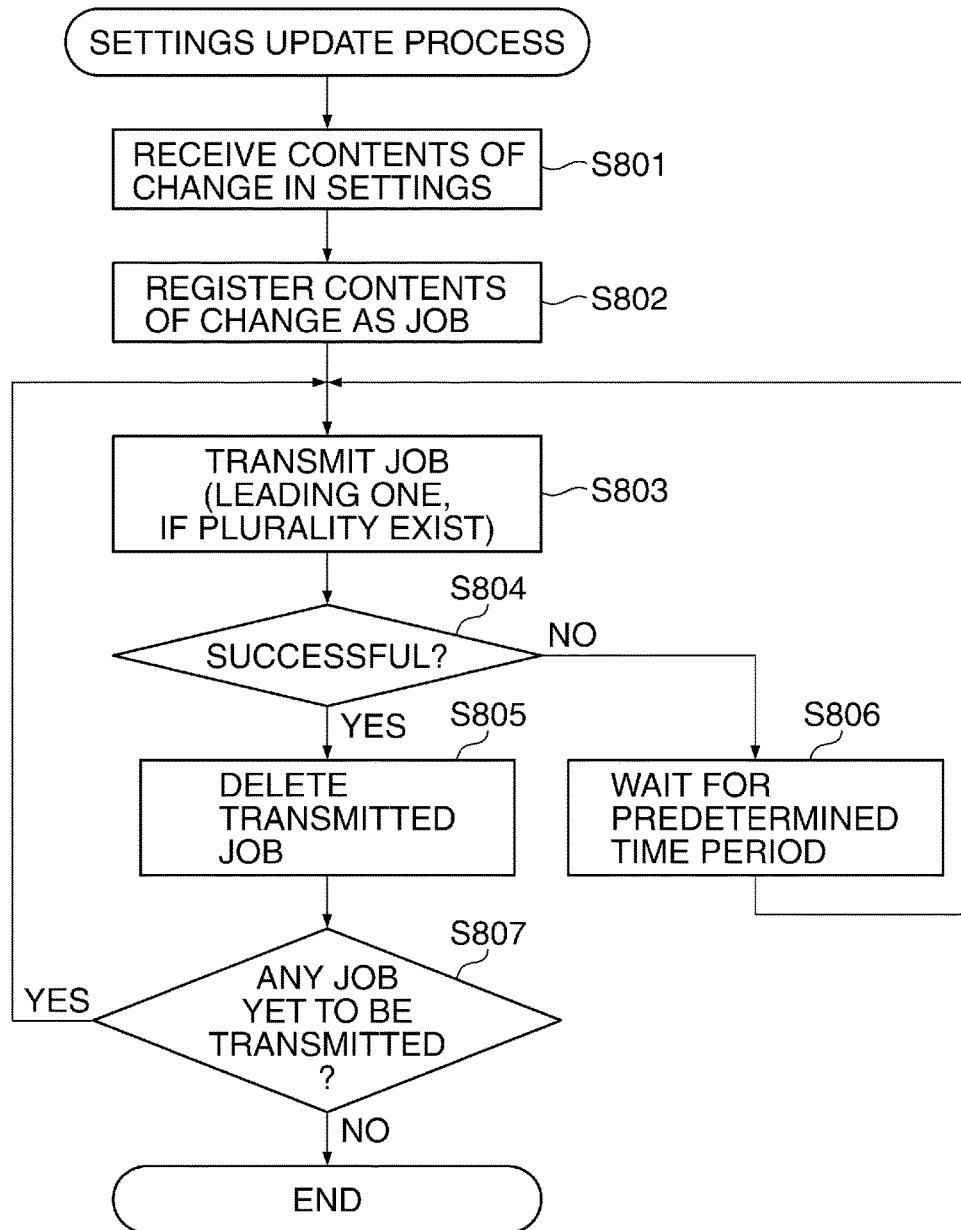 SETTINGS UPDATE PROCESS
RECEIVE CONTENTS OF
CHANGE IN SETTINGS
S801
REGISTER CONTENTS
OF CHANGE AS JOB
S802
TRANSMIT JOB
(LEADING ONE,
IF PLURALITY EXIST)
S803
S804
SUCCESSFUL?
NO
YES
S805
DELETE
TRANSMITTED
JOB
S806
WAIT FOR
PREDETERMINED
TIME PERIOD
S807
ANY JOB
YET TO BE
TRANSMITTED
?
YES
NO
END